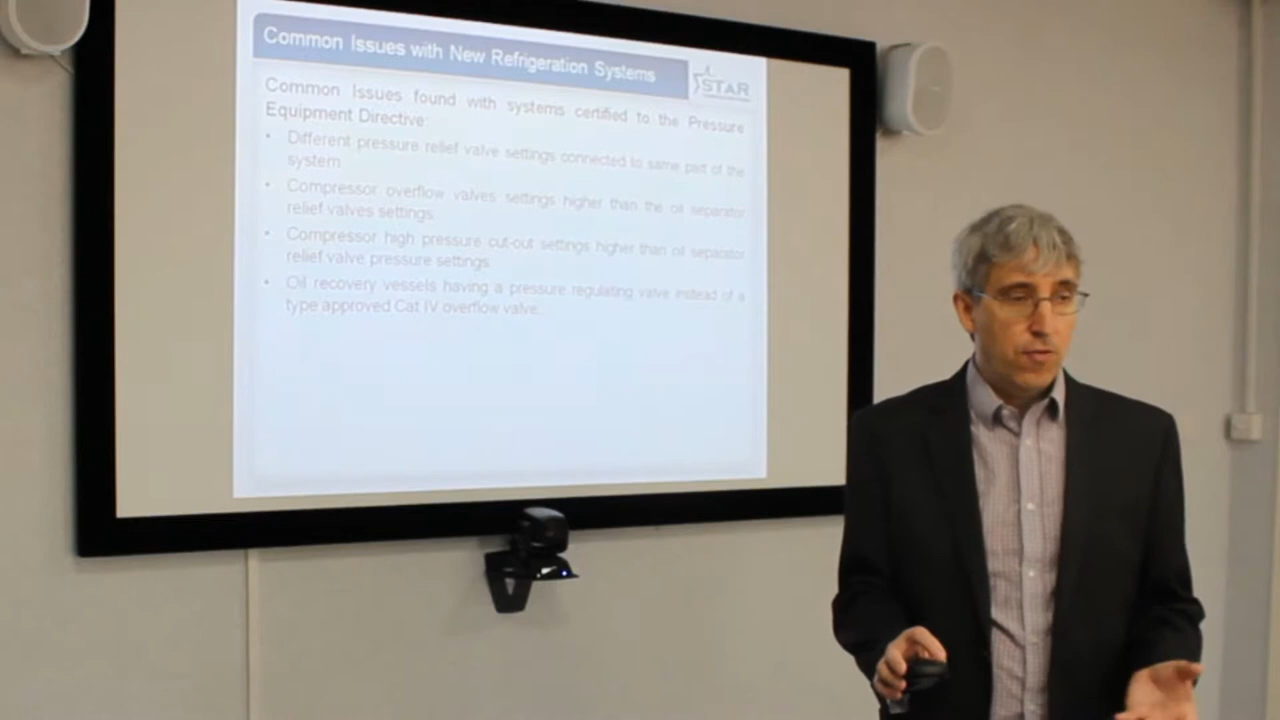 Common Issues with New Refrigeration Systems
STAR
Common Issues found with systems certified to the Pressure
Equipment Directive:
• Different pressure relief valve settings connected to same part of the
system
• Compressor overflow valves settings higher than the oil separator
relief valves settings
• Compressor high pressure cut-out settings higher than oil separator
relief valve pressure settings
• Oil recovery vessels having a pressure regulating valve instead of a
type approved Cat IV overflow valve.